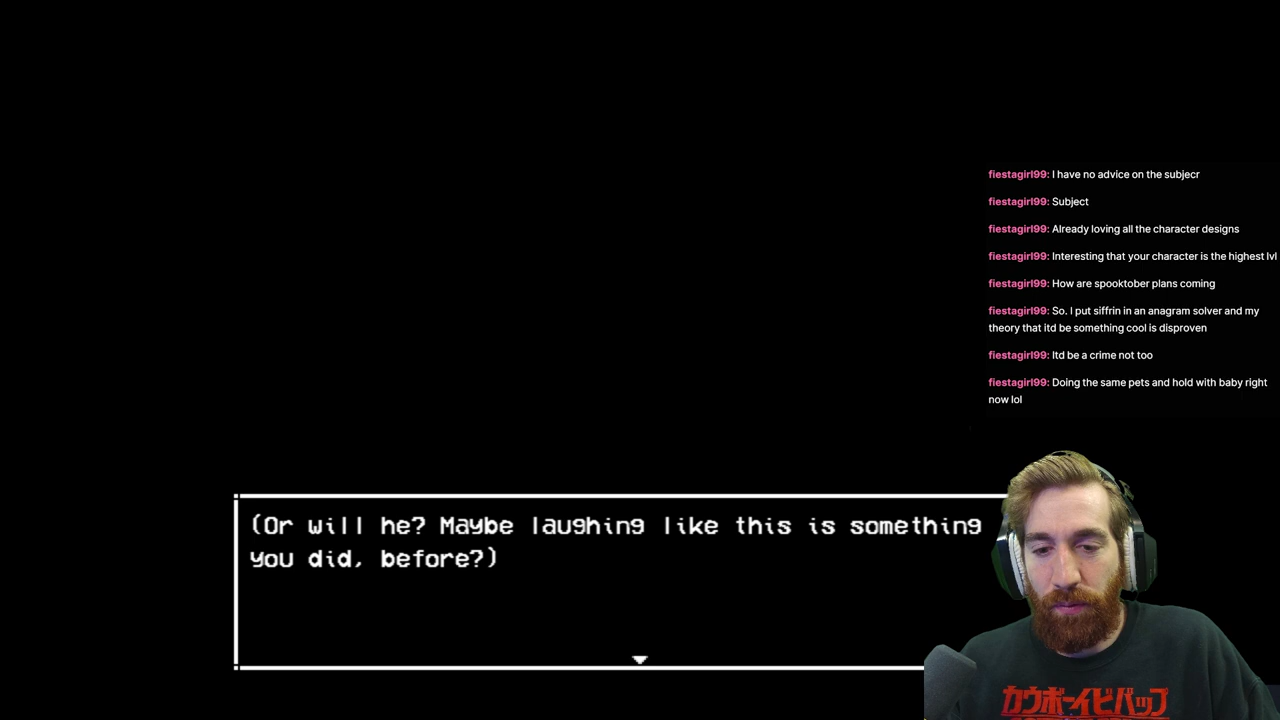 fiestagirl99: I have no advice on the subjecr
fiestagirl99: Subject
fiestagirl99: Already loving all the character designs
fiestagirl99: Interesting that your character is the highest lvl
fiestagirl99: How are spooktober plans coming
fiestagirl99: So. I put siffrin in an anagram solver and my
theory that itd be something cool is disproven
fiestagirl99: Itd be a crime not too
fiestagirl99: Doing the same pets and hold with baby right
now lol
(Or will he? Maybe laughing like this is something
you did, before?)
カウボーイビバップ